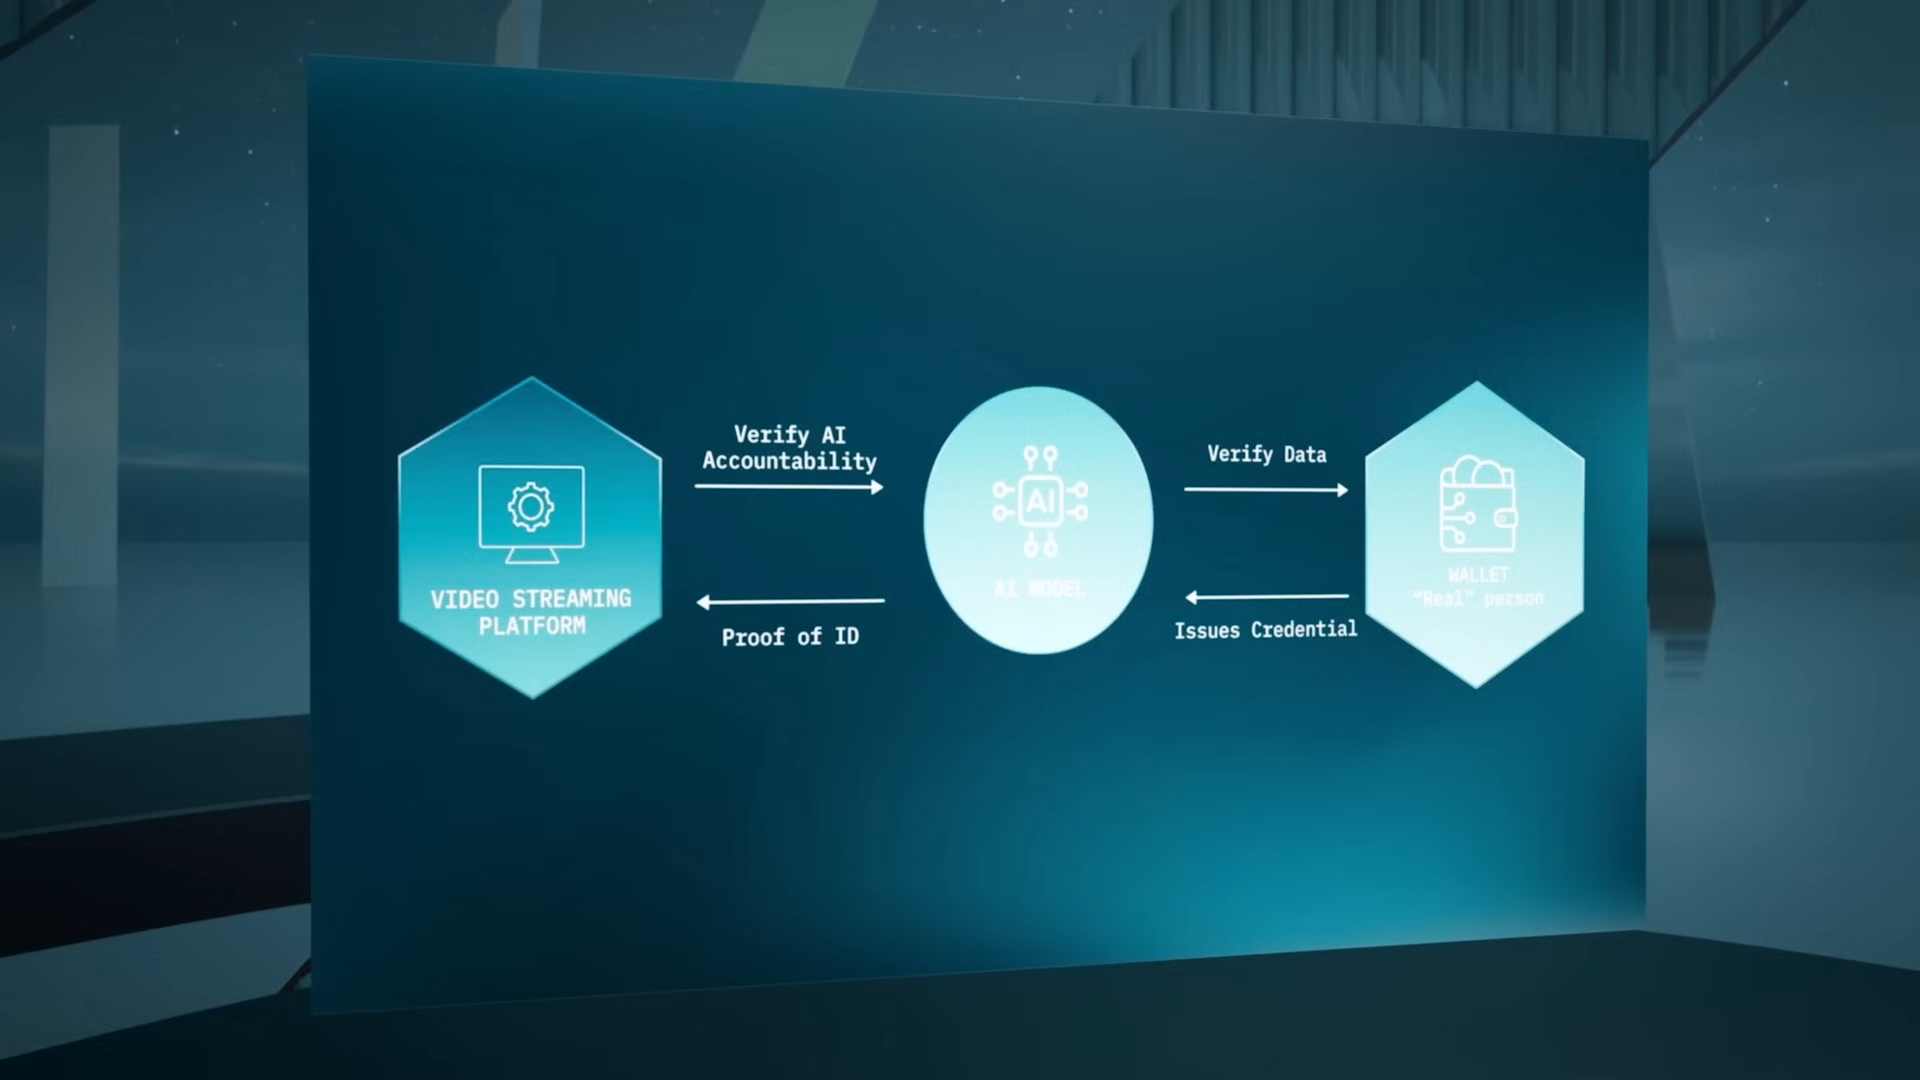 VIDEO STREAMING
PLATFORM
Verify AI
Accountability
Proof of ID
AI
AI MODEL
Verify Data
Issues Credential
WALLET
"Real" person